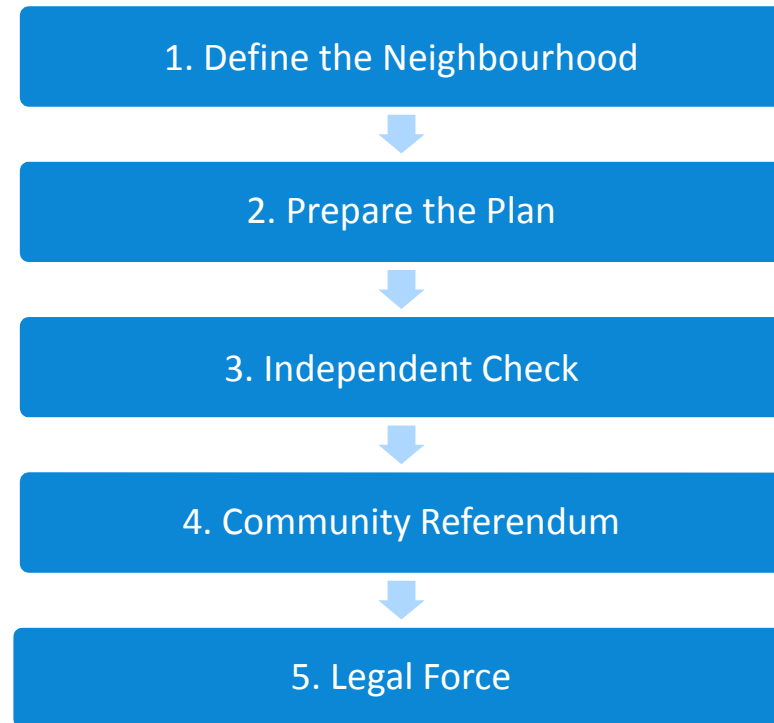 1. Define the Neighbourhood
2. Prepare the Plan
3. Independent Check
4. Community Referendum
5. Legal Force